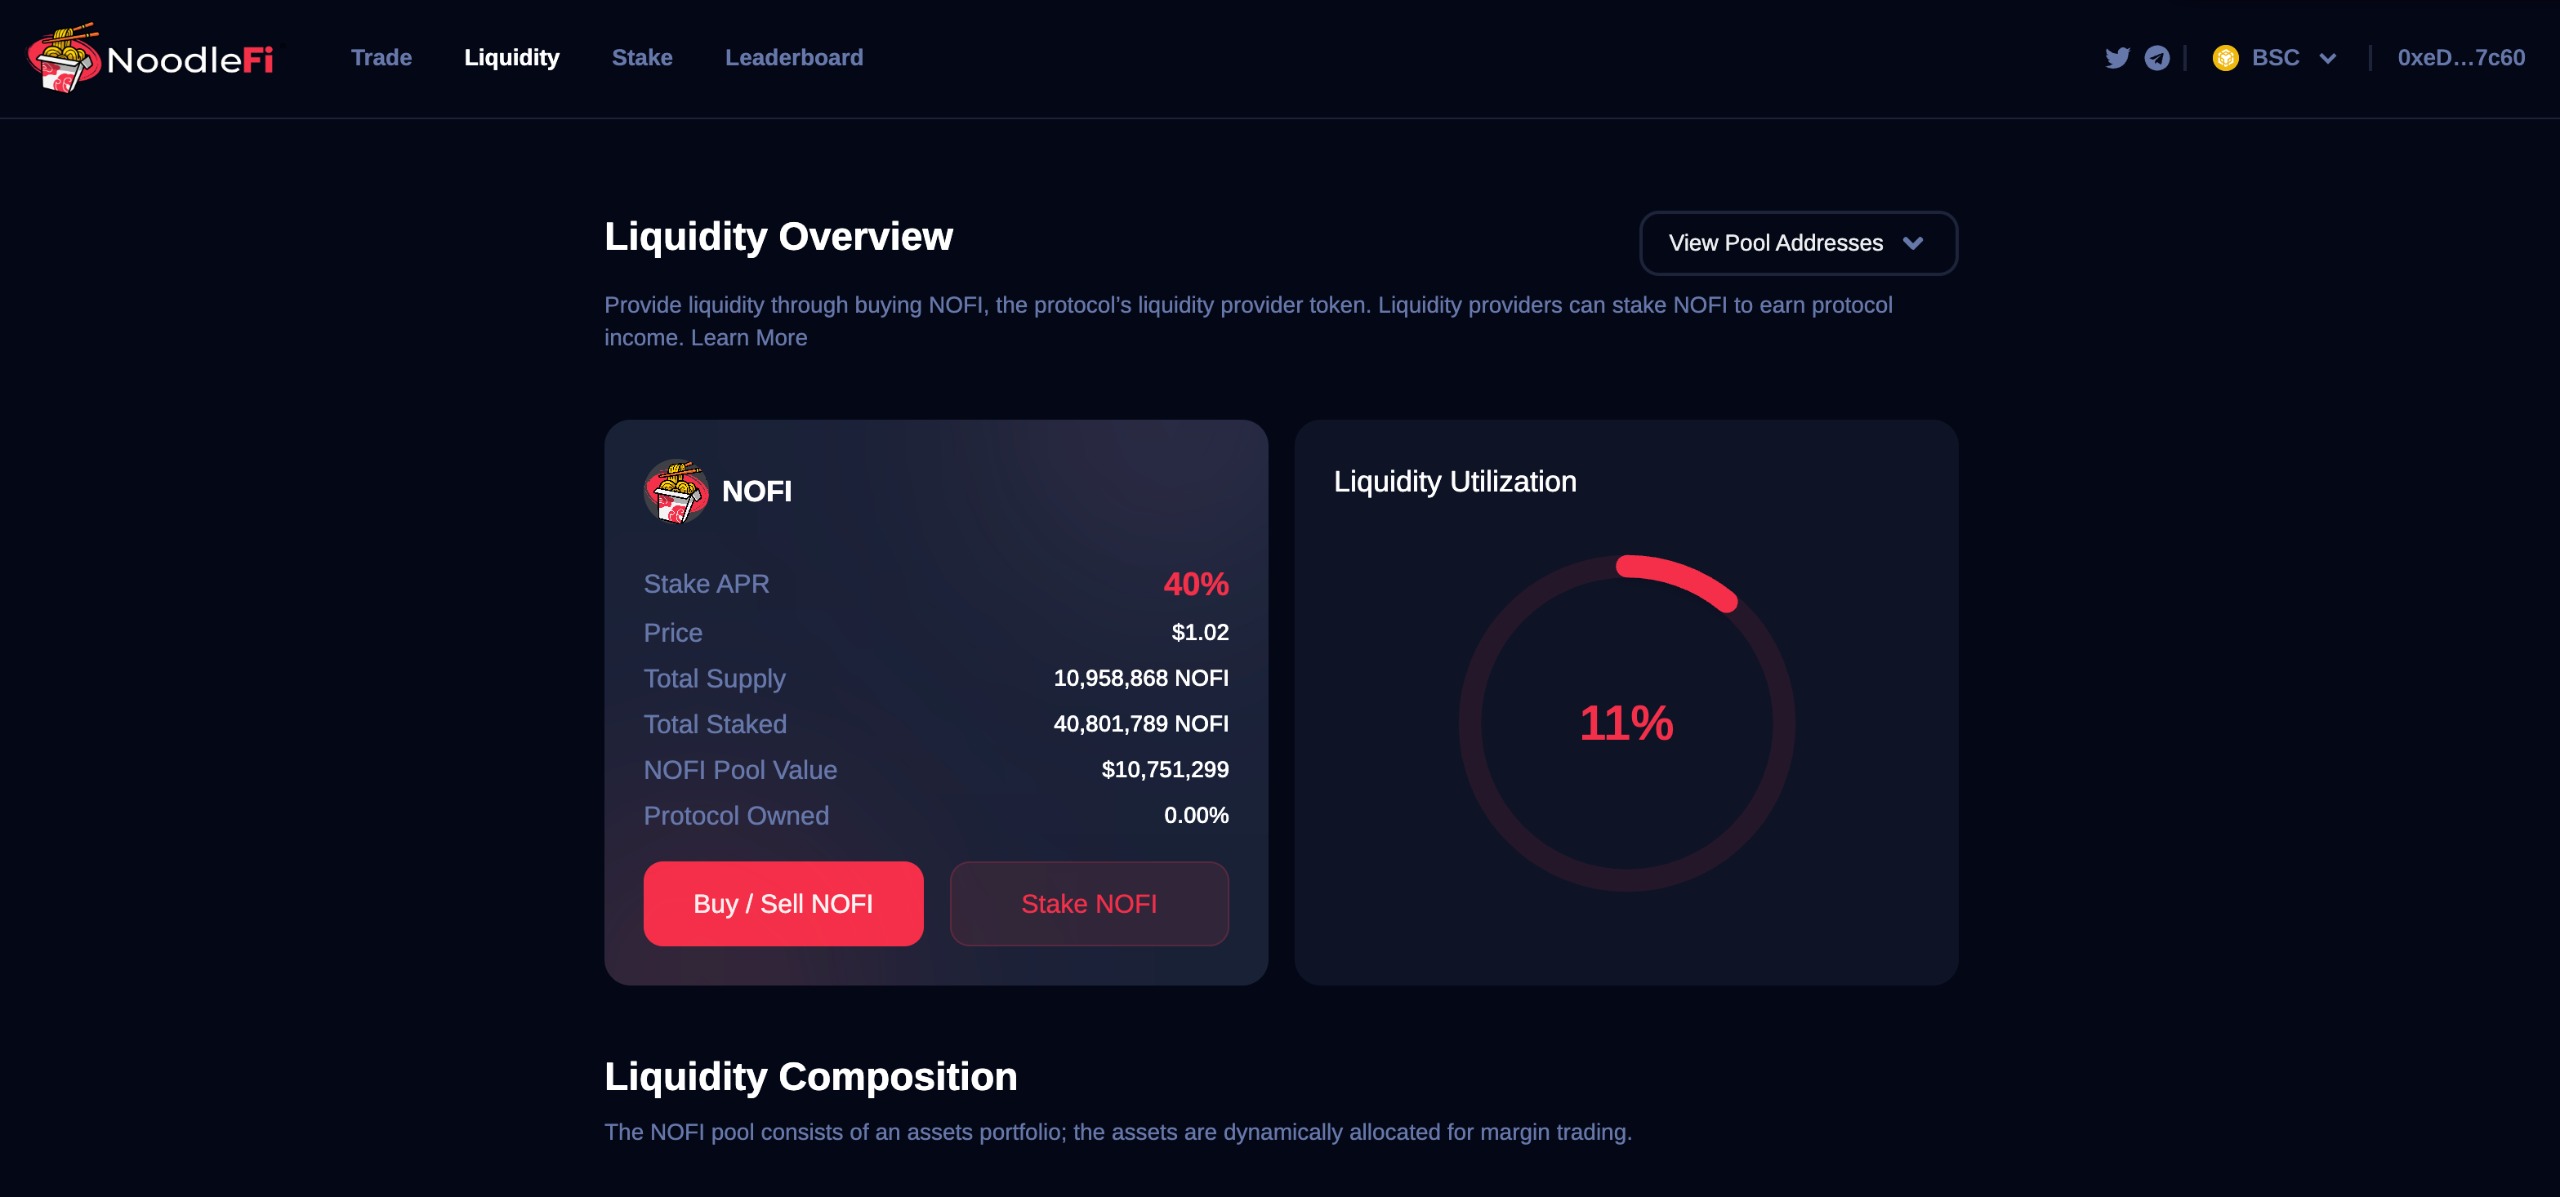 NoodleFi
Trade
Liquidity
Stake
Leaderboard
BSC
0xeD...7c60
Liquidity Overview
View Pool Addresses
Provide liquidity through buying NOFI, the protocol's liquidity provider token. Liquidity providers can stake NOFI to earn protocol
income. Learn More
NOFI
Stake APR 40%
Price $1.02
Total Supply 10,958,868 NOFI
Total Staked 40,801,789 NOFI
NOFI Pool Value $10,751,299
Protocol Owned 0.00%
Buy / Sell NOFI
Stake NOFI
Liquidity Utilization
11%
Liquidity Composition
The NOFI pool consists of an assets portfolio; the assets are dynamically allocated for margin trading.